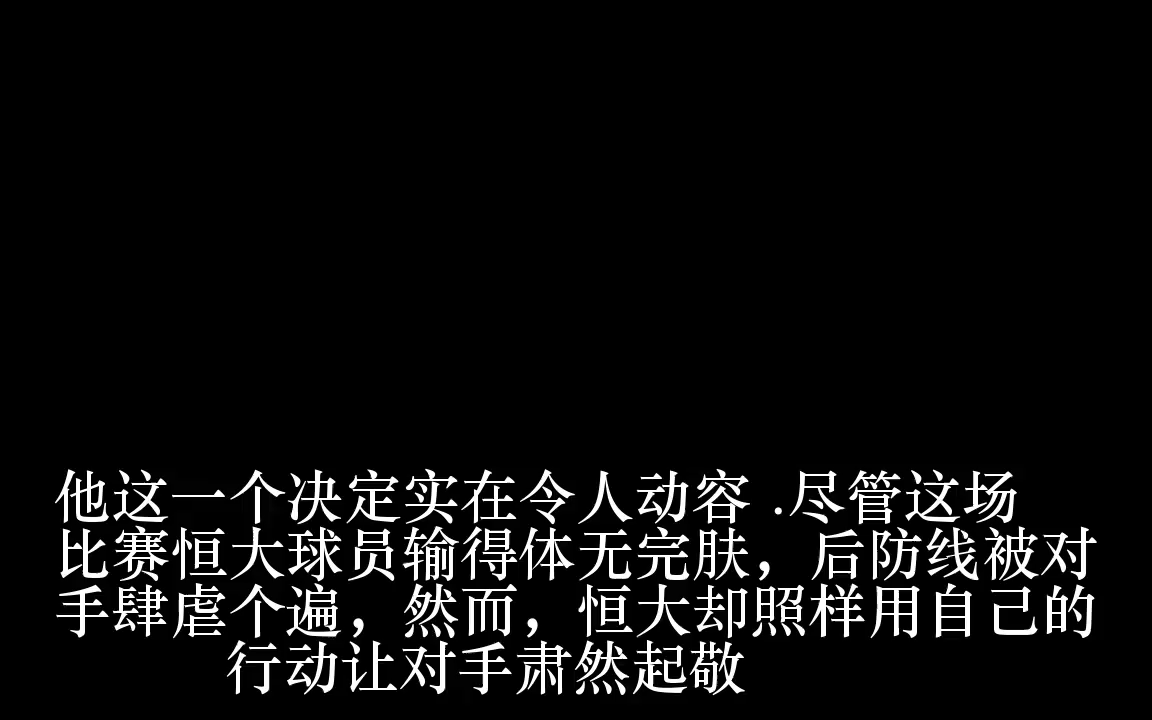 他这一个决定实在令人动容 .尽管这场
比赛恒大球员输得体无完肤，后防线被对
手肆虐个遍，然而，恒大却照样用自己的
行动让对手肃然起敬